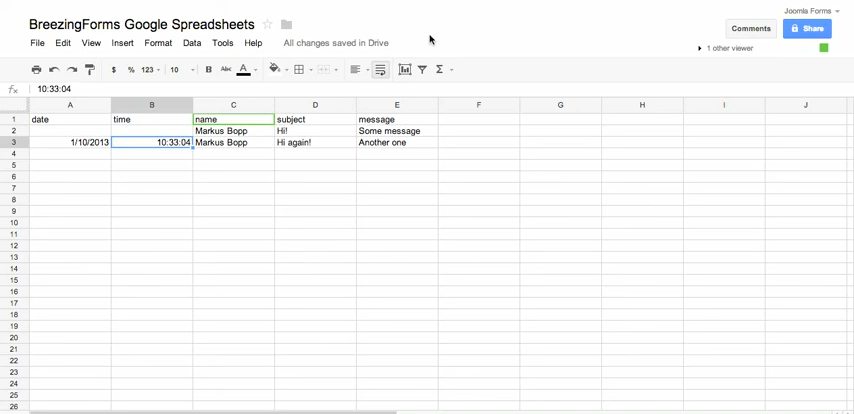 Joomla Forms
BreezingForms Google Spreadsheets
Comments
Share
File Edit View Insert Format Data Tools Help All changes saved in Drive
1 other viewer
$ % 123 10 B Abc A Σ
fx 10:33:04
A B C D E F G H I J
1 date time name subject message
2 Markus Bopp Hi! Some message
3 1/10/2013 10:33:04 Markus Bopp Hi again! Another one
4
5
6
7
8
9
10
11
12
13
14
15
16
17
18
19
20
21
22
23
24
25
26